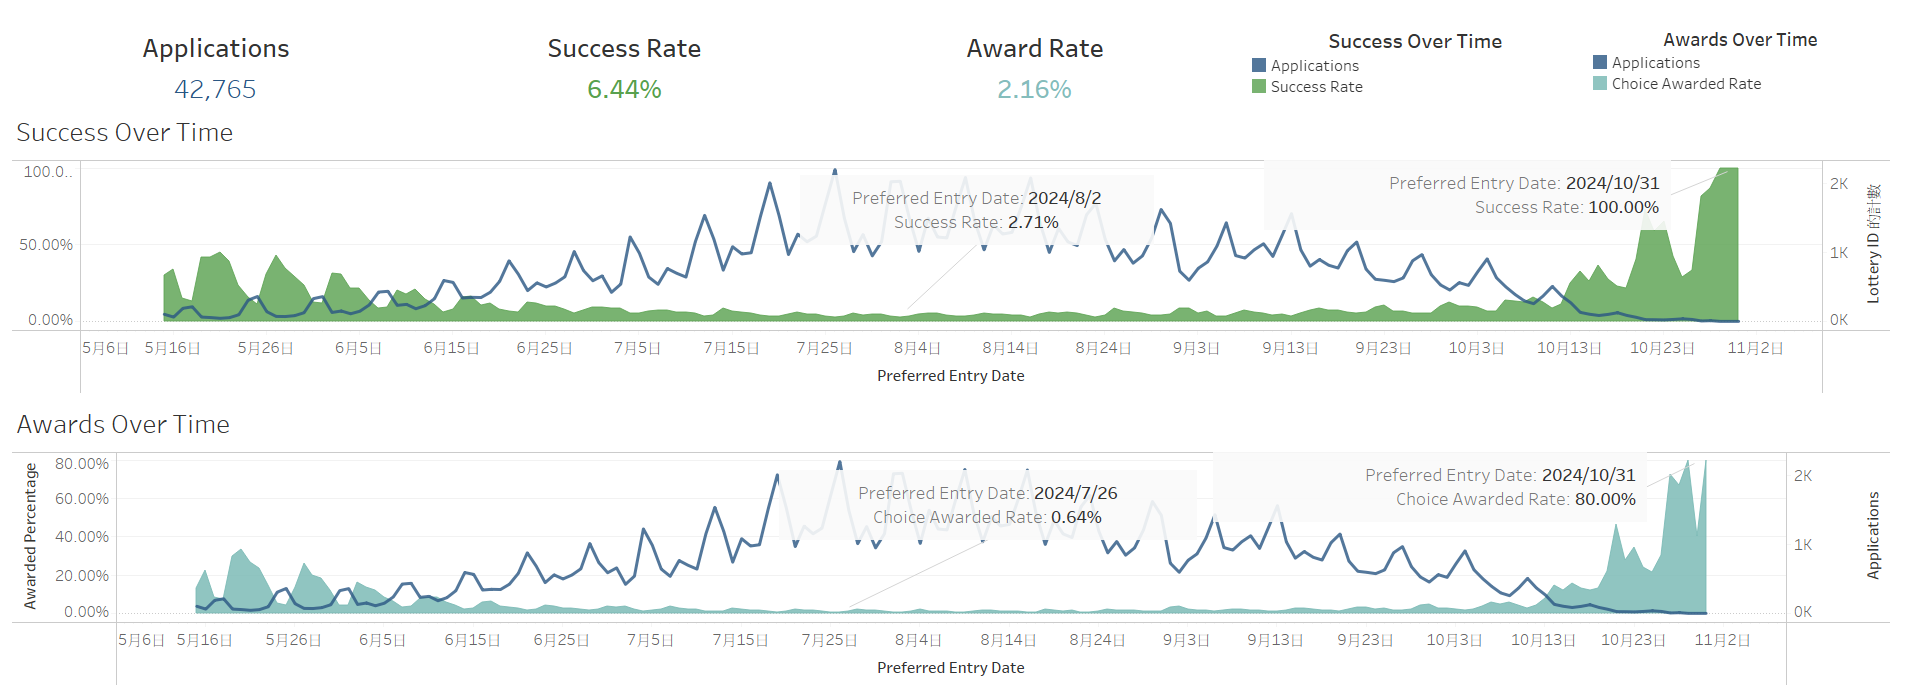 Applications
42,765
Success Rate
6.44%
Award Rate
2.16%
Success Over Time
Applications
Success Rate
Awards Over Time
Applications
Choice Awarded Rate
Success Over Time
100.0..
50.00%
0.00%
Preferred Entry Date: 2024/8/2
Success Rate: 2.71%
Preferred Entry Date: 2024/10/31
Success Rate: 100.00%
2K
1K
0K
Lottery ID 的計數
5月6日 5月16日 5月26日 6月5日 6月15日 6月25日 7月5日 7月15日 7月25日 8月4日 8月14日 8月24日 9月3日 9月13日 9月23日 10月3日 10月13日 10月23日 11月2日
Preferred Entry Date
Awards Over Time
Awarded Percentage
80.00%
60.00%
40.00%
20.00%
0.00%
Preferred Entry Date: 2024/7/26
Choice Awarded Rate: 0.64%
Preferred Entry Date: 2024/10/31
Choice Awarded Rate: 80.00%
2K
1K
0K
Applications
5月6日 5月16日 5月26日 6月5日 6月15日 6月25日 7月5日 7月15日 7月25日 8月4日 8月14日 8月24日 9月3日 9月13日 9月23日 10月3日 10月13日 10月23日 11月2日
Preferred Entry Date